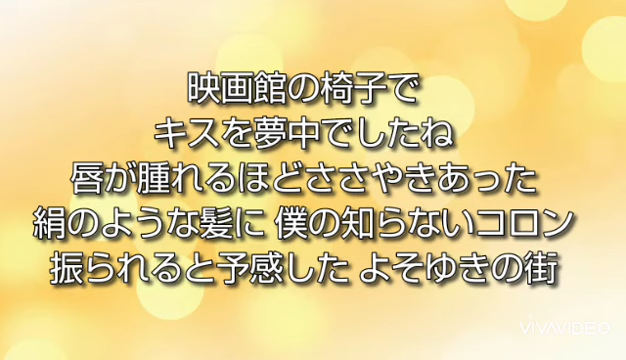 映画館の椅子で
キスを夢中でしたね
唇が腫れるほどささやきあった
絹のような髪に 僕の知らないコロン
振られると予感した よそゆきの街
VIVAVIDEO